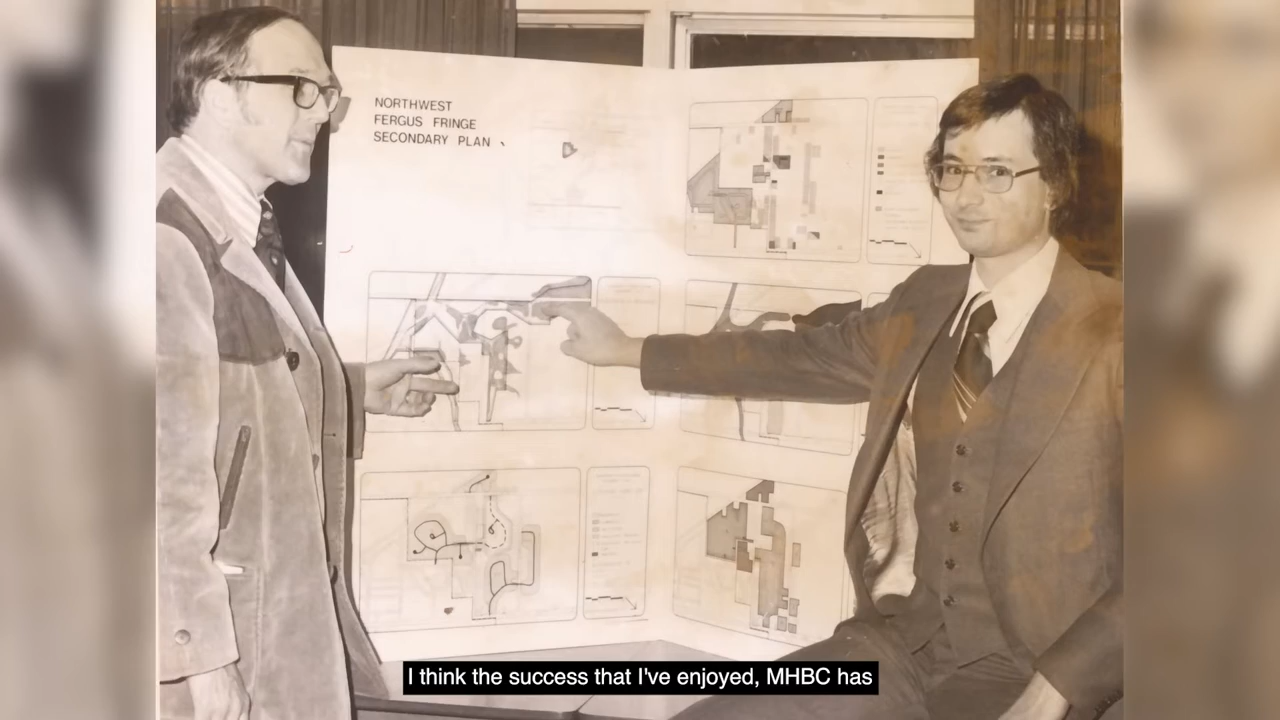 NORTHWEST
FERGUS FRINGE
SECONDARY PLAN
I think the success that I've enjoyed, MHBC has